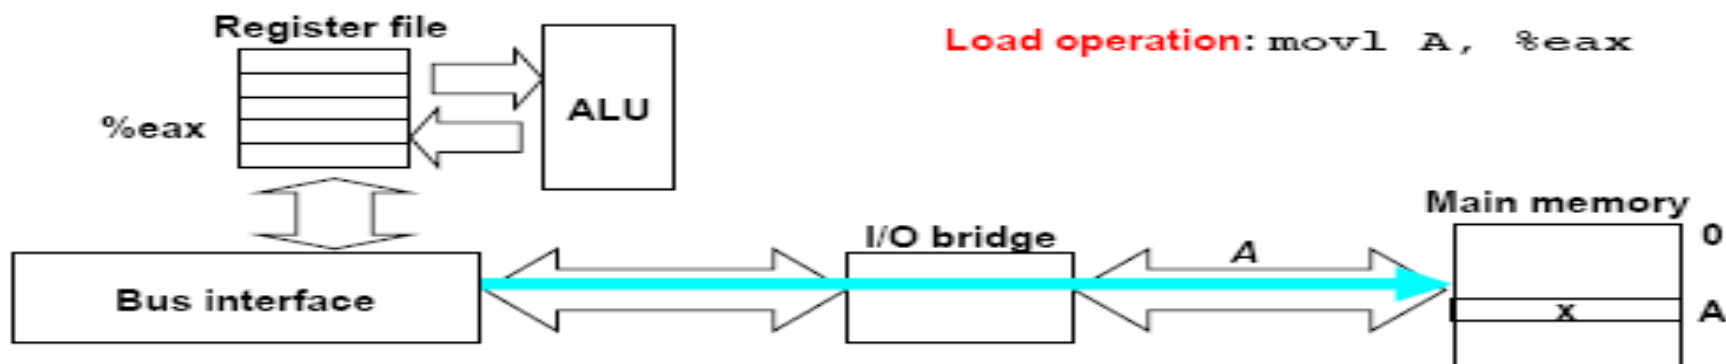 Register file
Load operation: movl A, %eax
ALU
%eax
Main memory
I/O bridge
A
0
Bus interface
x
A